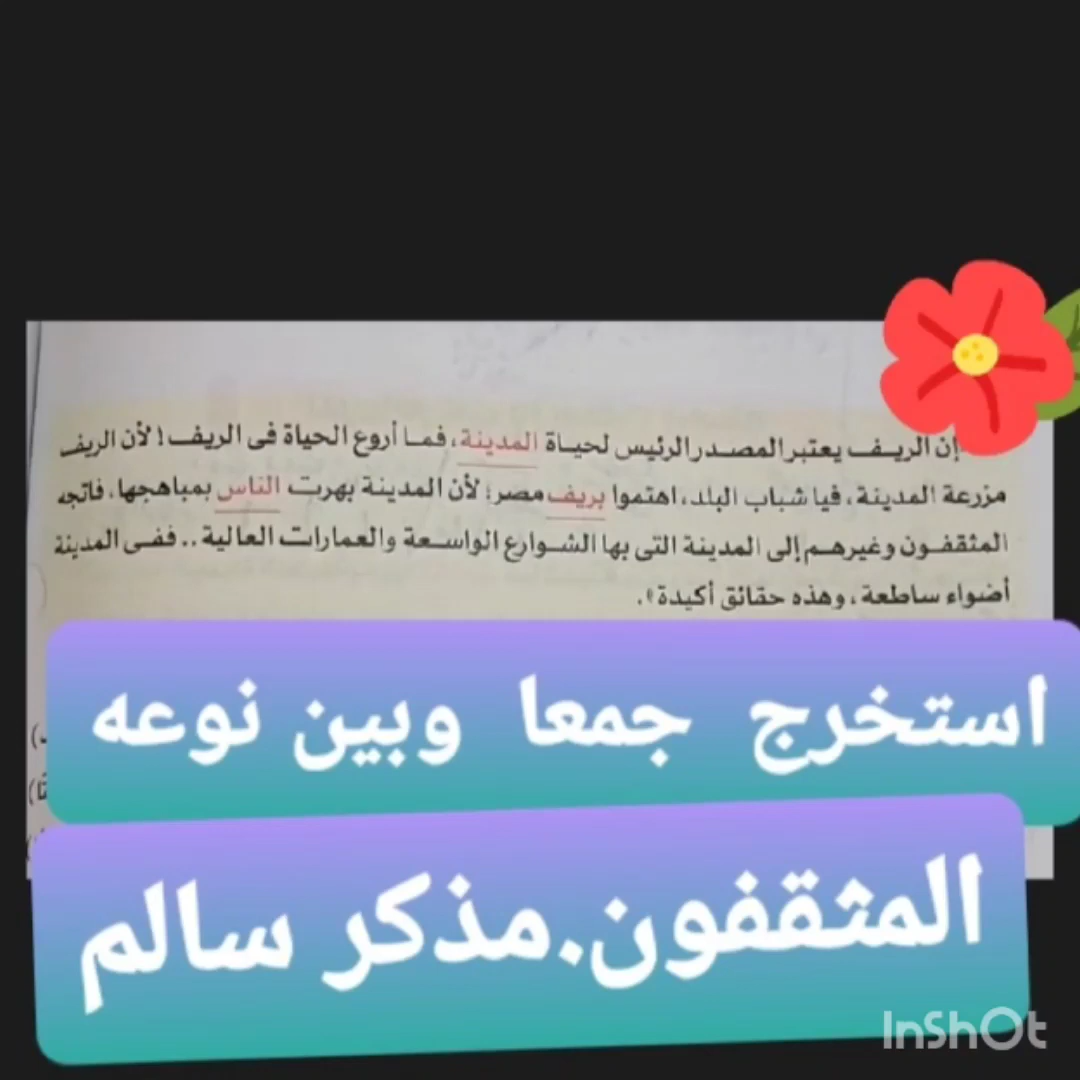 إن الريف يعتبر المصدر الرئيس لحياة المدينة، فما أروع الحياة فى الريف! لأن الريف
مزرعة المدينة، فيا شباب البلد، اهتموا بريف مصر؛ لأن المدينة بهرت الناس بمباهجها، فاتجه
المثقفون وغيرهم إلى المدينة التى بها الشوارع الواسعة والعمارات العالية.. ففى المدينة
أضواء ساطعة، وهذه حقائق أكيدة".
استخرج جمعا وبين نوعه
المثقفون.مذكر سالم
InShOt